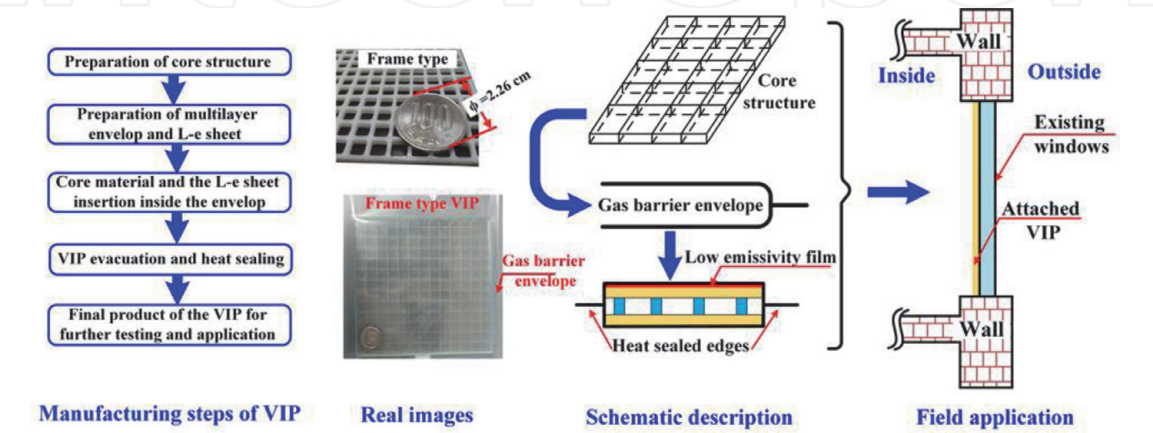 Preparation of core structure
Preparation of multilayer
envelop and L-e sheet
Core material and the L-e sheet
insertion inside the envelop
VIP evacuation and heat sealing
Final product of the VIP for
further testing and application
Manufacturing steps of VIP
Frame type
ϕ =2.26 cm
100
Frame type VIP
Gas barrier
envelope
Real images
Core
structure
Gas barrier envelope
Low emissivity film
Heat sealed edges
Schematic description
Wall
Inside
Outside
Existing
windows
Attached
VIP
Wall
Field application